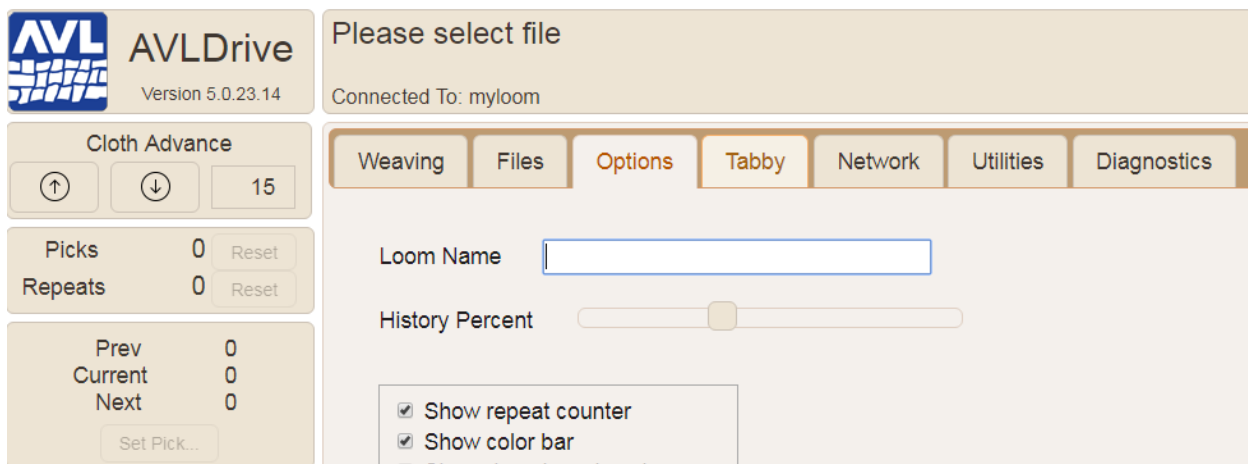 AVL
AVLDrive
Version 5.0.23.14
Please select file
Connected To: myloom
Cloth Advance
15
Picks 0 Reset
Repeats 0 Reset
Prev 0
Current 0
Next 0
Set Pick...
Weaving Files Options Tabby Network Utilities Diagnostics
Loom Name
History Percent
Show repeat counter
Show color bar